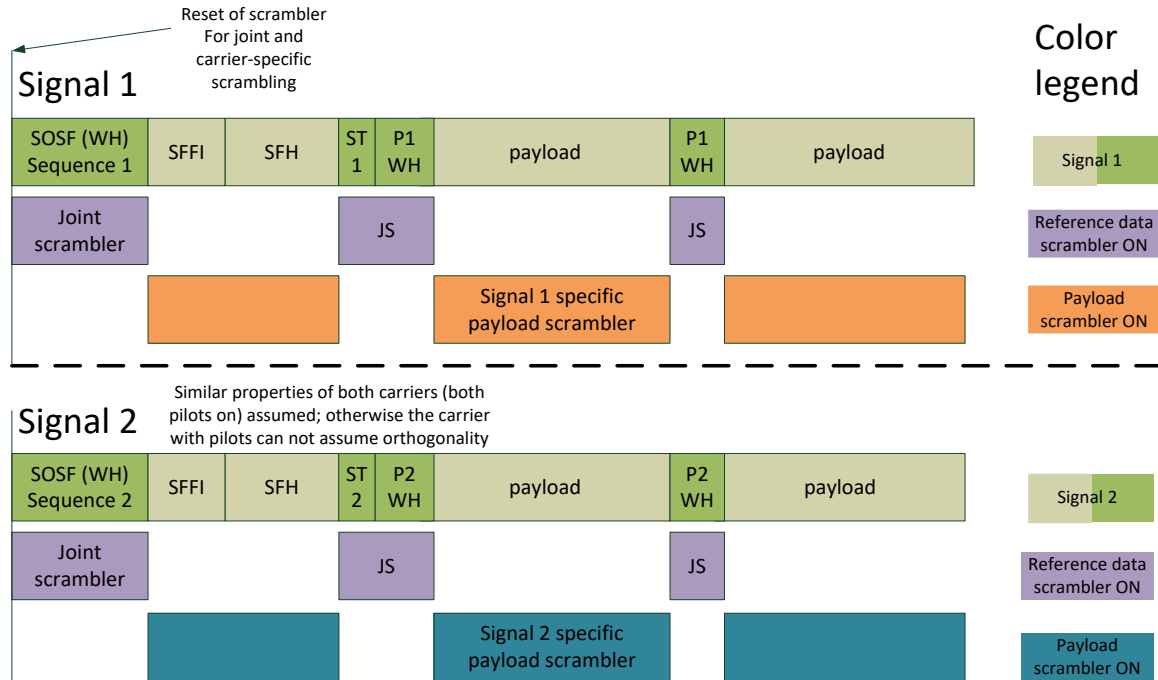 Reset of scrambler
For joint and
carrier-specific
scrambling
Color
legend
Signal 1
SOSF (WH)
Sequence 1
SFFI
SFH
ST
1
P1
WH
payload
P1
WH
payload
Signal 1
Joint
scrambler
JS
JS
Reference data
scrambler ON
Signal 1 specific
payload scrambler
Payload
scrambler ON
Similar properties of both carriers (both
pilots on) assumed; otherwise the carrier
with pilots can not assume orthogonality
Signal 2
SOSF (WH)
Sequence 2
SFFI
SFH
ST
2
P2
WH
payload
P2
WH
payload
Signal 2
Joint
scrambler
JS
JS
Reference data
scrambler ON
Signal 2 specific
payload scrambler
Payload
scrambler ON